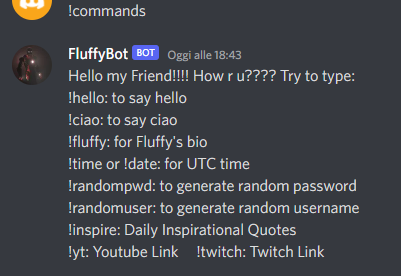 !commands
FluffyBot BOT Oggi alle 18:43
Hello my Friend!!!! How r u???? Try to type:
!hello: to say hello
!ciao: to say ciao
!fluffy: for Fluffy's bio
!time or !date: for UTC time
!randompwd: to generate random password
!randomuser: to generate random username
!inspire: Daily Inspirational Quotes
!yt: Youtube Link !twitch: Twitch Link